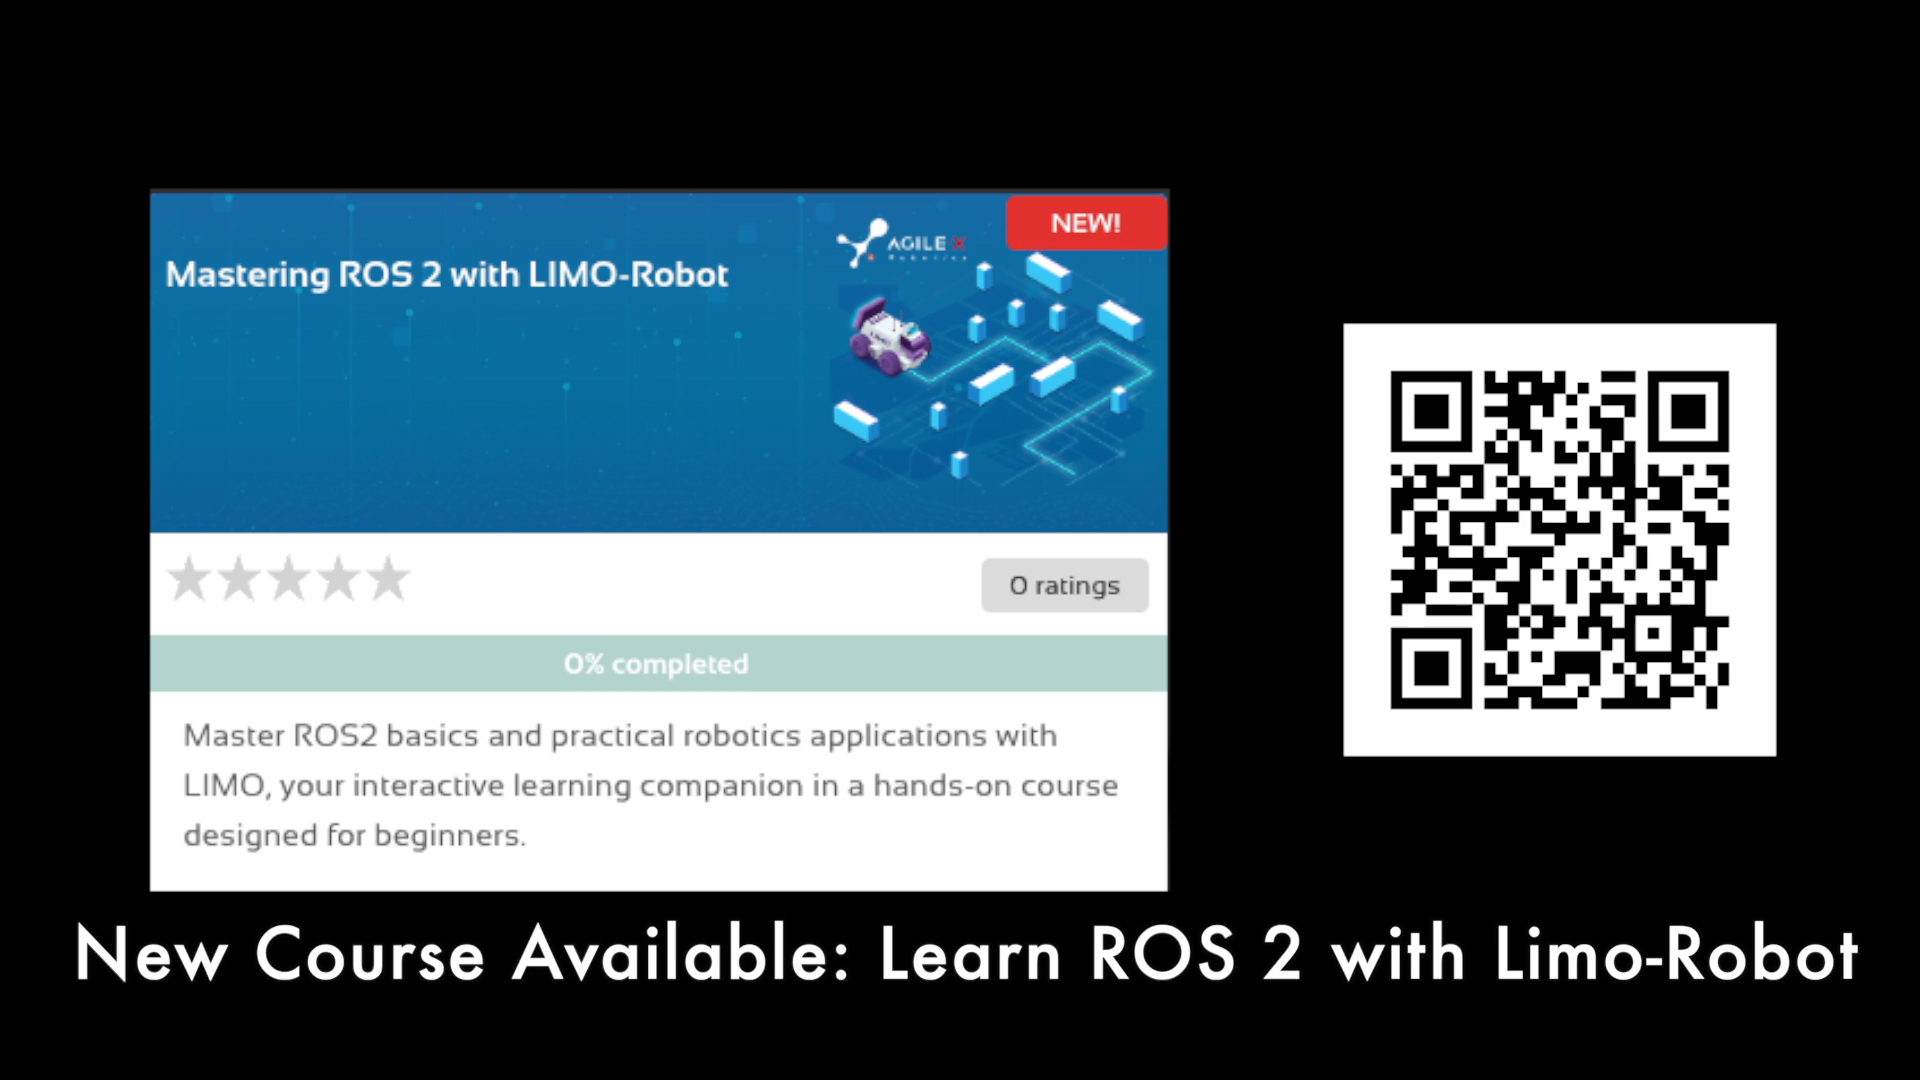 NEW!
AGILE X
Robotics
Mastering ROS 2 with LIMO-Robot
0 ratings
0% completed
Master ROS2 basics and practical robotics applications with
LIMO, your interactive learning companion in a hands-on course
designed for beginners.
New Course Available: Learn ROS 2 with Limo-Robot